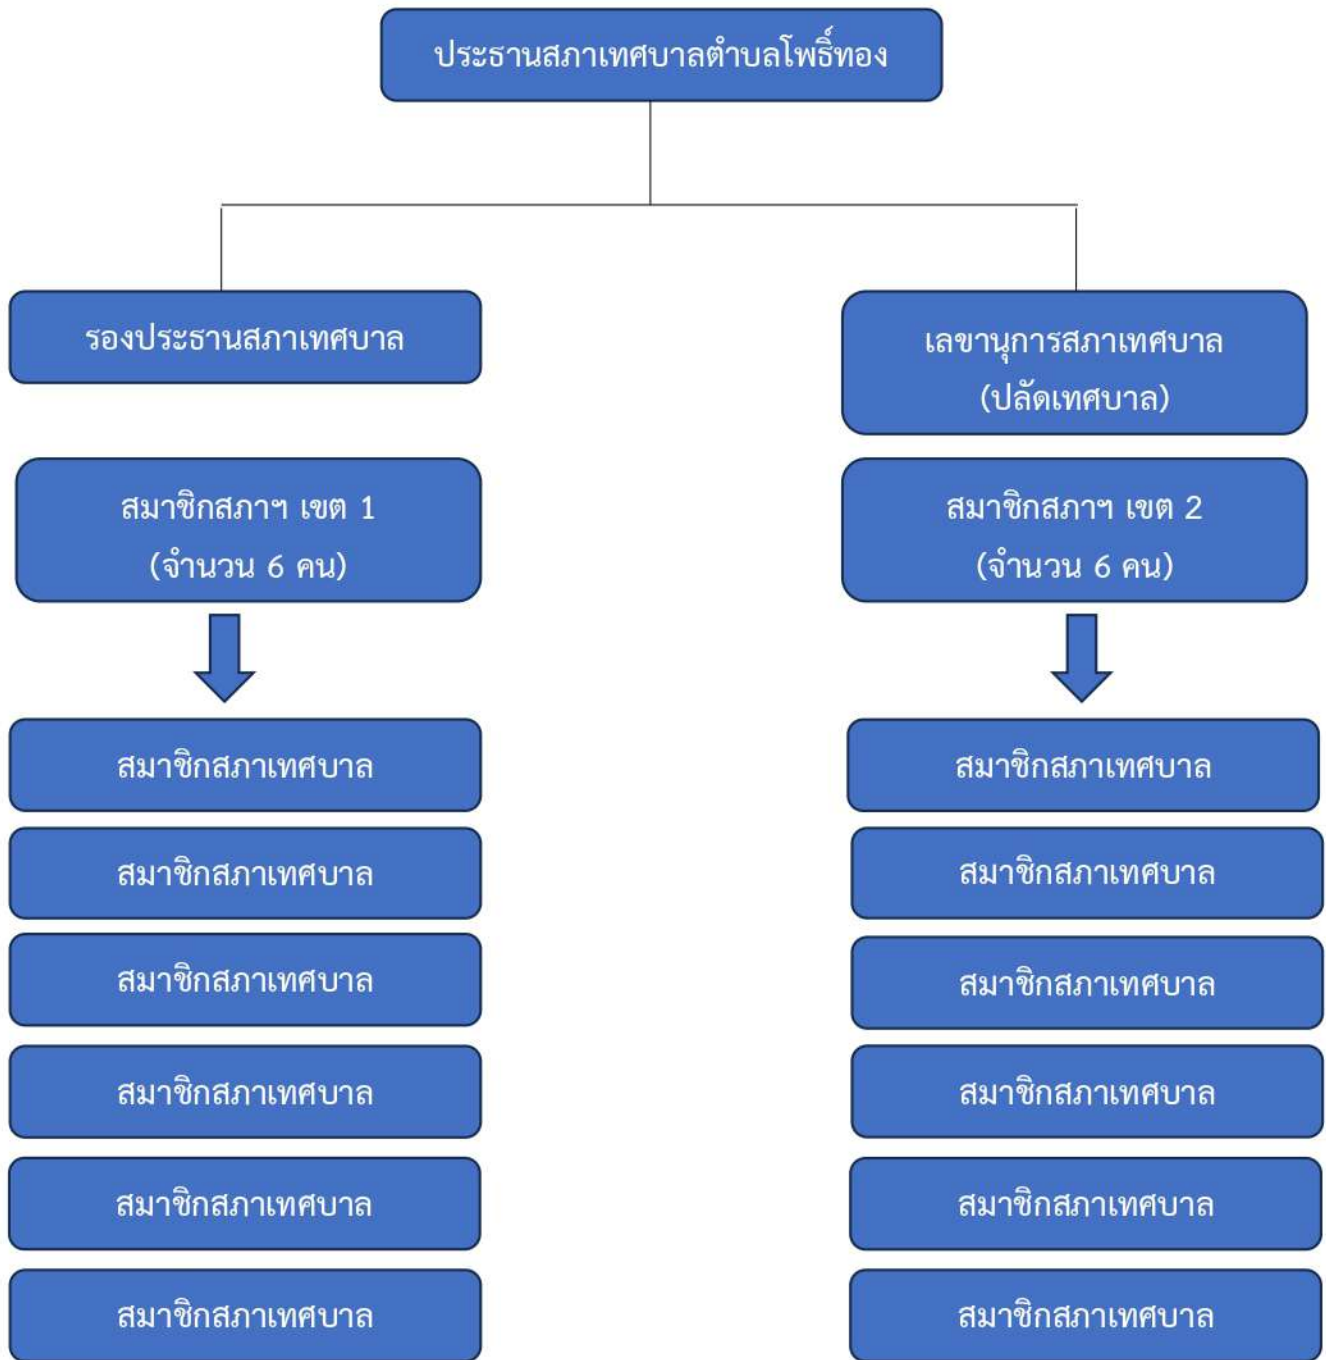 ประธานสภาเทศบาลตำบลโพธิ์ทอง
รองประธานสภาเทศบาล
เลขานุการสภาเทศบาล
(ปลัดเทศบาล)
สมาชิกสภาฯ เขต 1
(จำนวน 6 คน)
สมาชิกสภาฯ เขต 2
(จำนวน 6 คน)
สมาชิกสภาเทศบาล
สมาชิกสภาเทศบาล
สมาชิกสภาเทศบาล
สมาชิกสภาเทศบาล
สมาชิกสภาเทศบาล
สมาชิกสภาเทศบาล
สมาชิกสภาเทศบาล
สมาชิกสภาเทศบาล
สมาชิกสภาเทศบาล
สมาชิกสภาเทศบาล
สมาชิกสภาเทศบาล
สมาชิกสภาเทศบาล